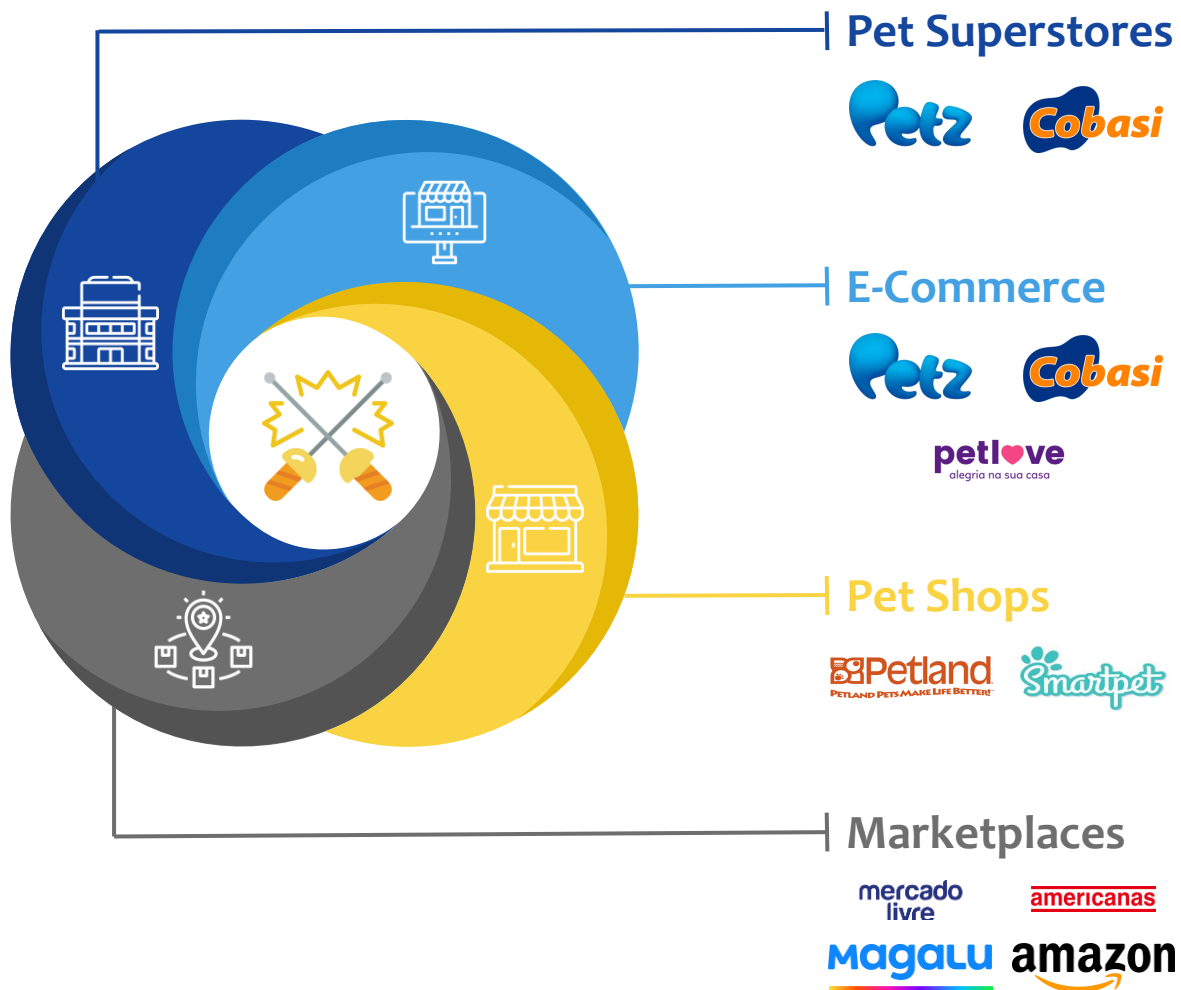 Pet Superstores
Petz
Cobasi
E-Commerce
Petz
Cobasi
petlove
alegria na sua casa
Pet Shops
Petland
PETLAND PETS MAKE LIFE BETTER!
Smartpet
Marketplaces
mercado
livre
americanas
MagaLu
amazon